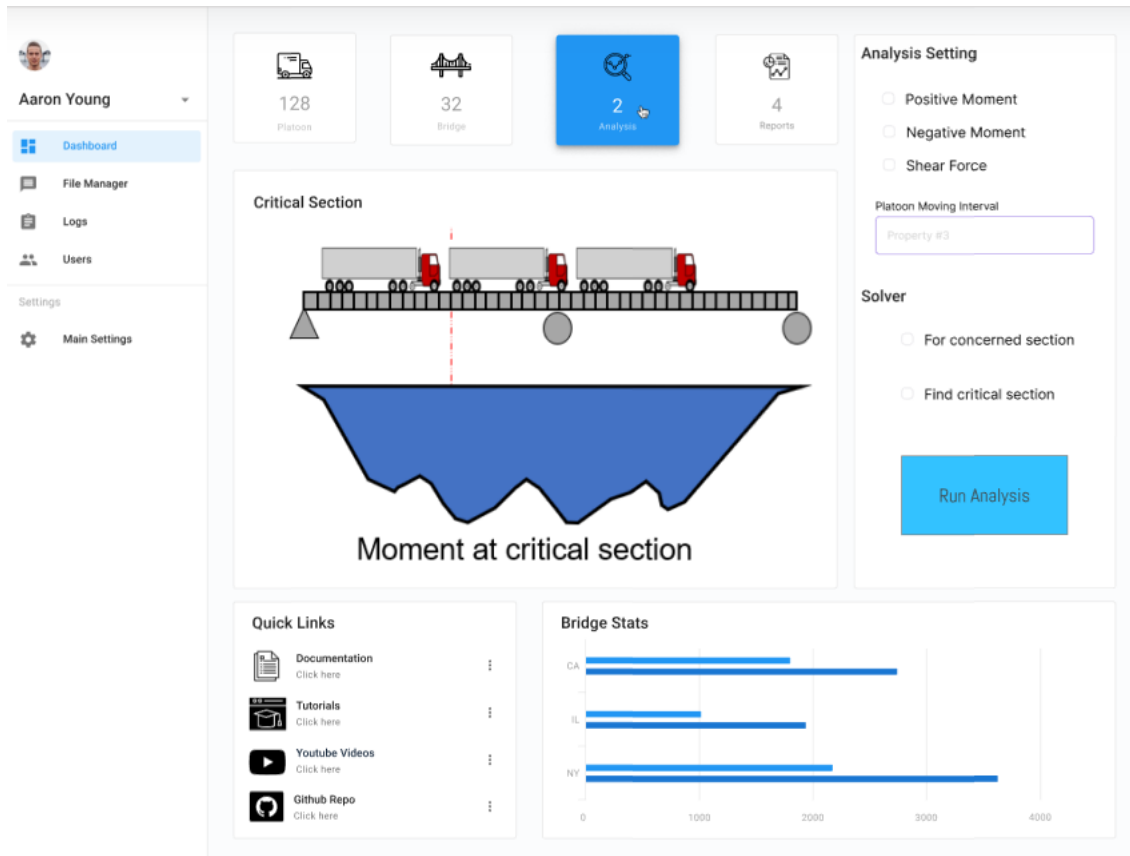 Aaron Young
Dashboard
File Manager
Logs
Users
Settings
Main Settings
128
Platoon
32
Bridge
2
Analysis
4
Reports
Critical Section
Moment at critical section
Analysis Setting
Positive Moment
Negative Moment
Shear Force
Platoon Moving Interval
Property #3
Solver
For concerned section
Find critical section
Run Analysis
Quick Links
Documentation
Click here
Tutorials
Click here
Youtube Videos
Click here
Github Repo
Click here
Bridge Stats
CA
IL
NY
0 1000 2000 3000 4000